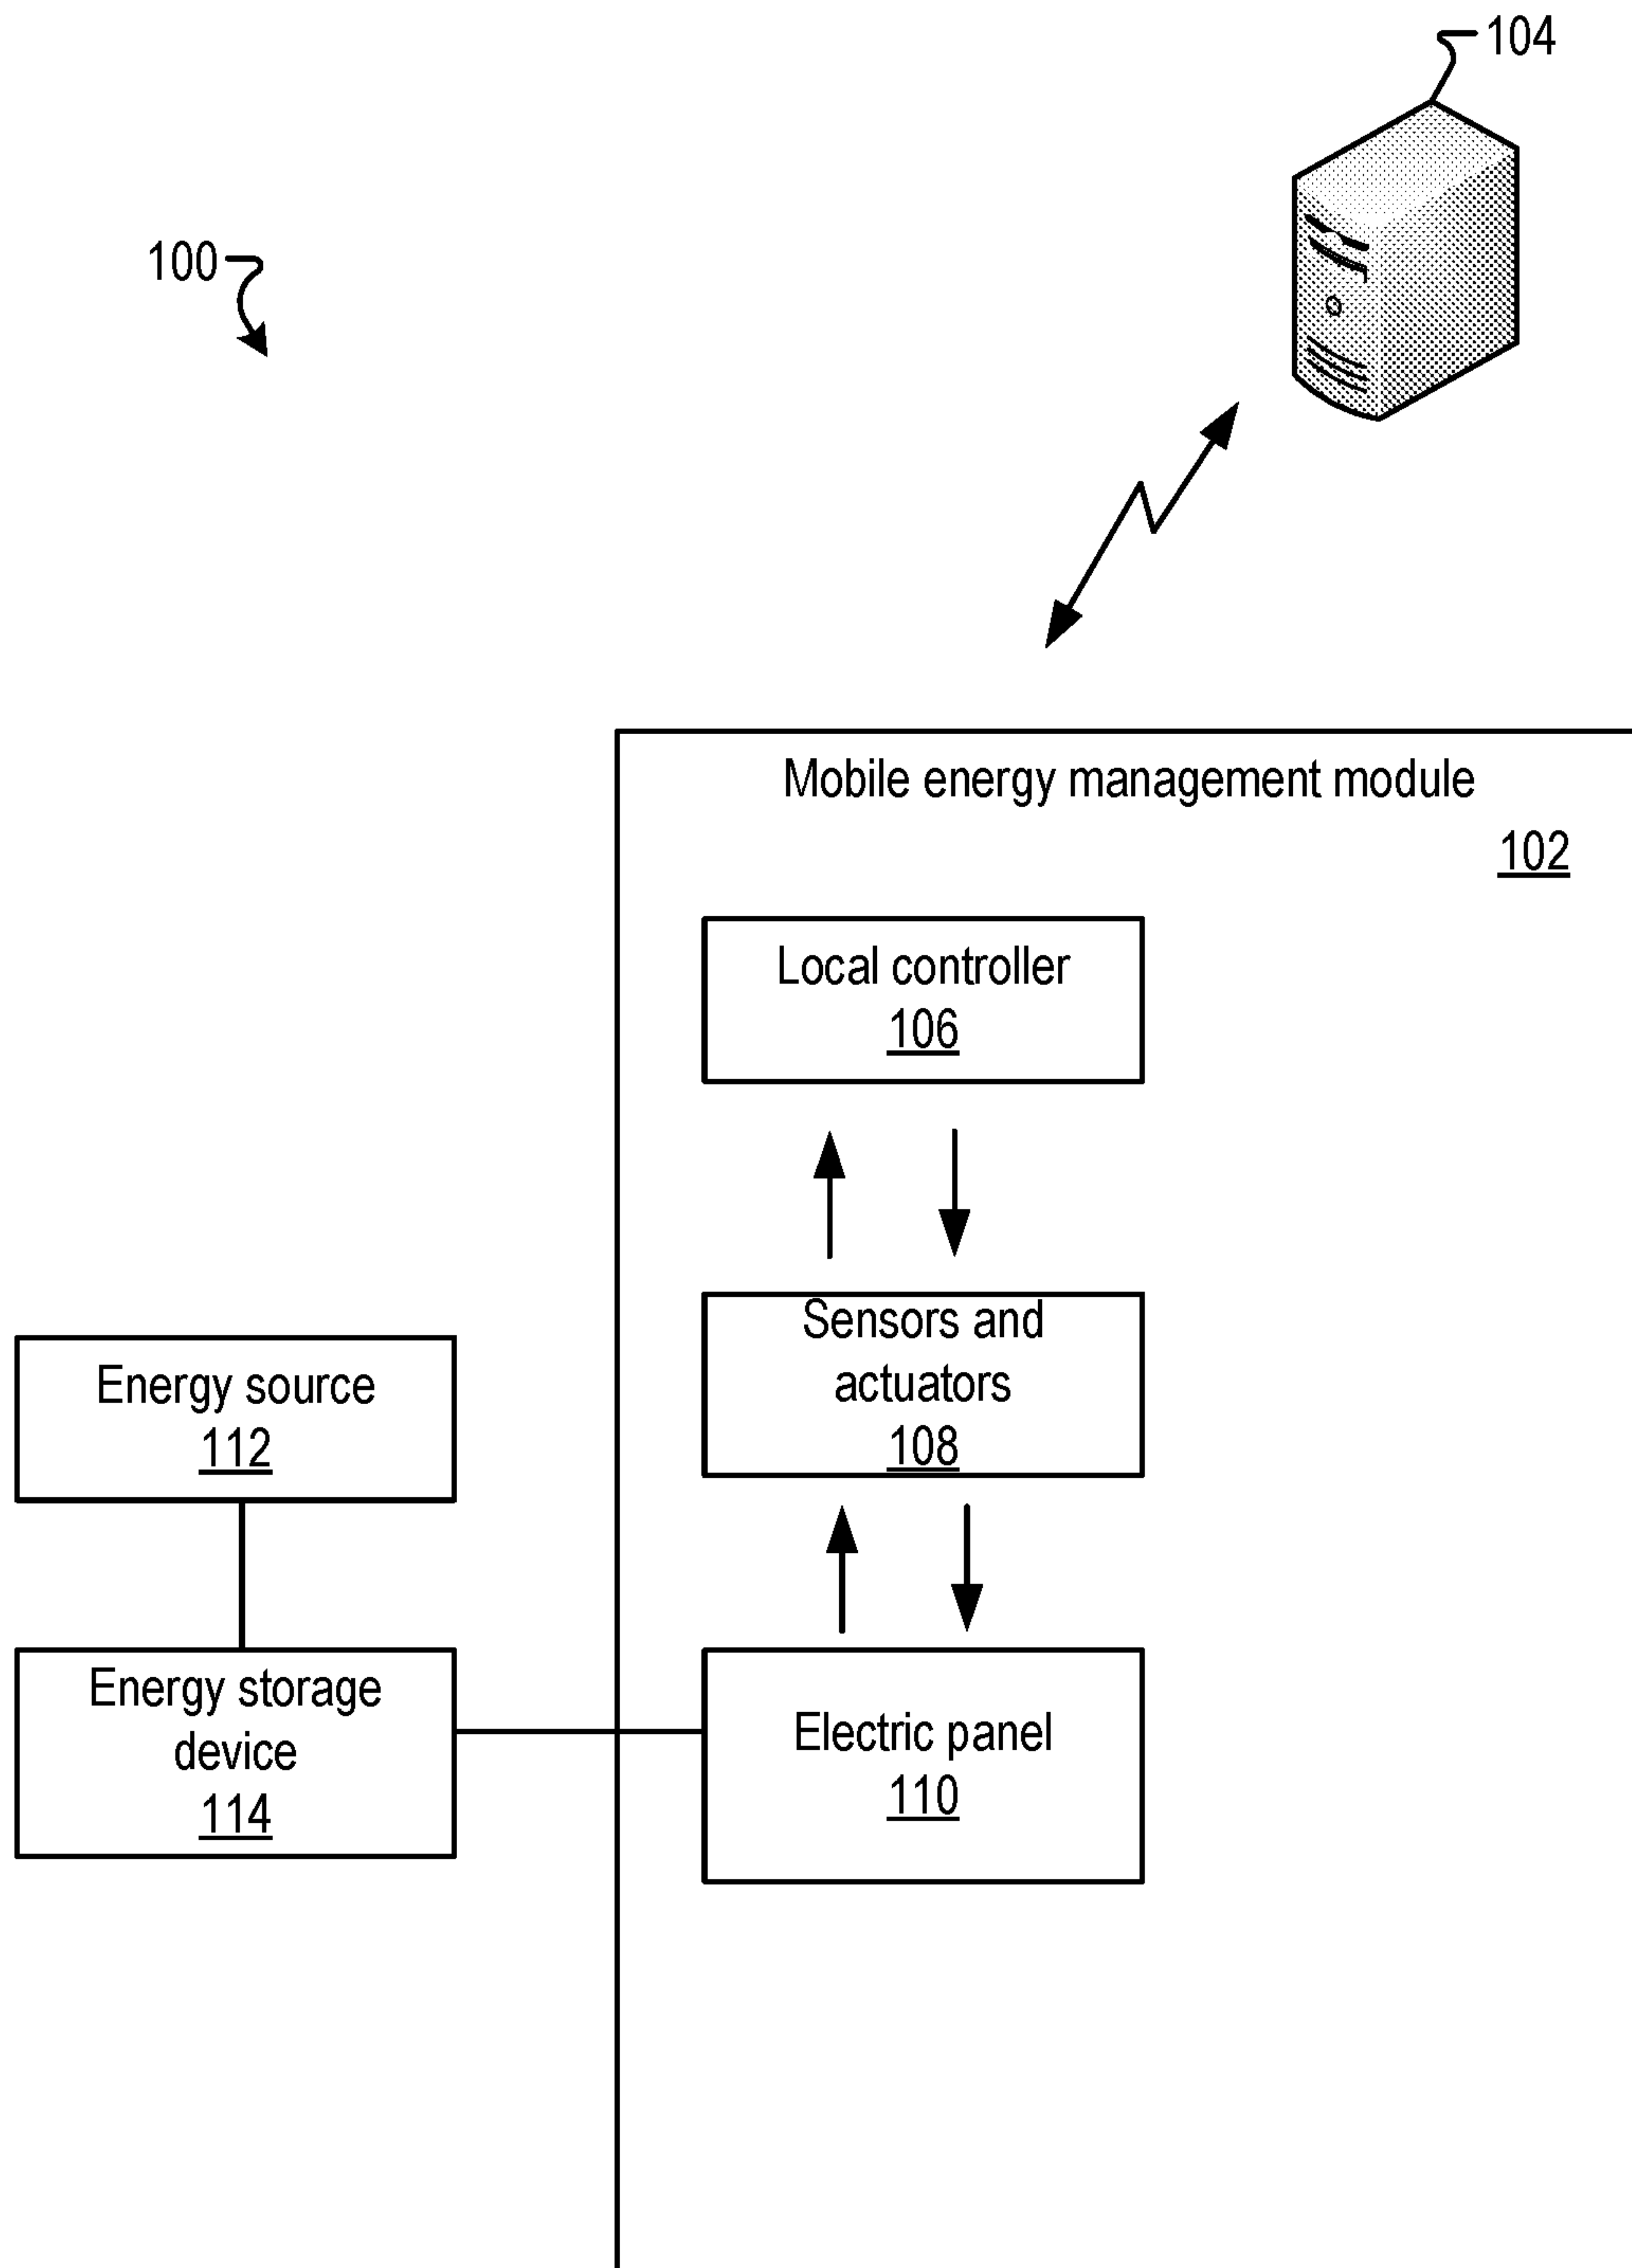 104
100
Mobile energy management module
102
Local controller
106
Sensors and
actuators
108
Energy source
112
Energy storage
device
114
Electric panel
110